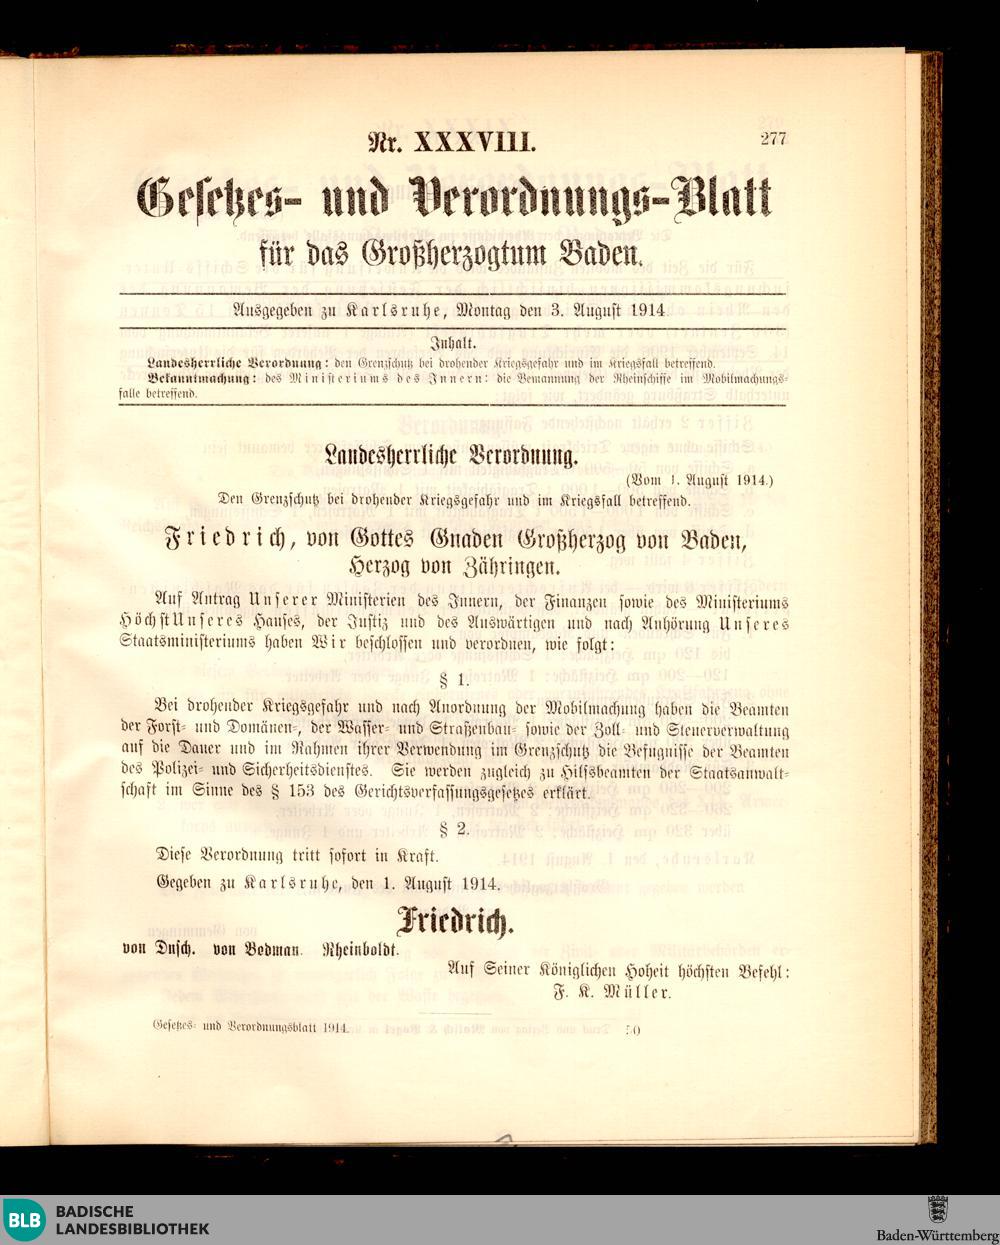 Nr. XXXVIII.
277
Gesetzes- und Verordnungs-Blatt
für das Großherzogtum Baden.
Ausgegeben zu Karlsruhe, Montag den 3. August 1914
Inhalt.
Landesherrliche Verordnung: den Grenzschutz bei drohender Kriegsgefahr und im Kriegsfall betreffend.
Bekanntmachung: des Ministeriums des Innern: die Bemannung der Rheinschiffe im Mobilmachungs-
falle betreffend.
Landesherrliche Verordnung.
(Vom 1. August 1914.)
Den Grenzschutz bei drohender Kriegsgefahr und im Kriegsfall betreffend.
Friedrich, von Gottes Gnaden Großherzog von Baden,
Herzog von Zähringen.
Auf Antrag Unserer Ministerien des Innern, der Finanzen sowie des Ministeriums
HöchstUnseres Hauses, der Justiz und des Auswärtigen und nach Anhörung Unseres
Staatsministeriums haben Wir beschlossen und verordnen, wie folgt:
§ 1.
Bei drohender Kriegsgefahr und nach Anordnung der Mobilmachung haben die Beamten
der Forst- und Domänen-, der Wasser- und Straßenbau- sowie der Zoll- und Steuerverwaltung
auf die Dauer und im Rahmen ihrer Verwendung im Grenzschutz die Befugnisse der Beamten
des Polizei- und Sicherheitsdienstes. Sie werden zugleich zu Hilfsbeamten der Staatsanwalt-
schaft im Sinne des § 153 des Gerichtsverfassungsgesetzes erklärt.
§ 2.
Diese Verordnung tritt sofort in Kraft.
Gegeben zu Karlsruhe, den 1. August 1914.
Friedrich.
von Dusch. von Bodman. Rheinboldt.
Auf Seiner Königlichen Hoheit höchsten Befehl:
F. K. Müller.
Gesetzes- und Verordnungsblatt 1914.
50
BLB
BADISCHE
LANDESBIBLIOTHEK
Baden-Württemberg